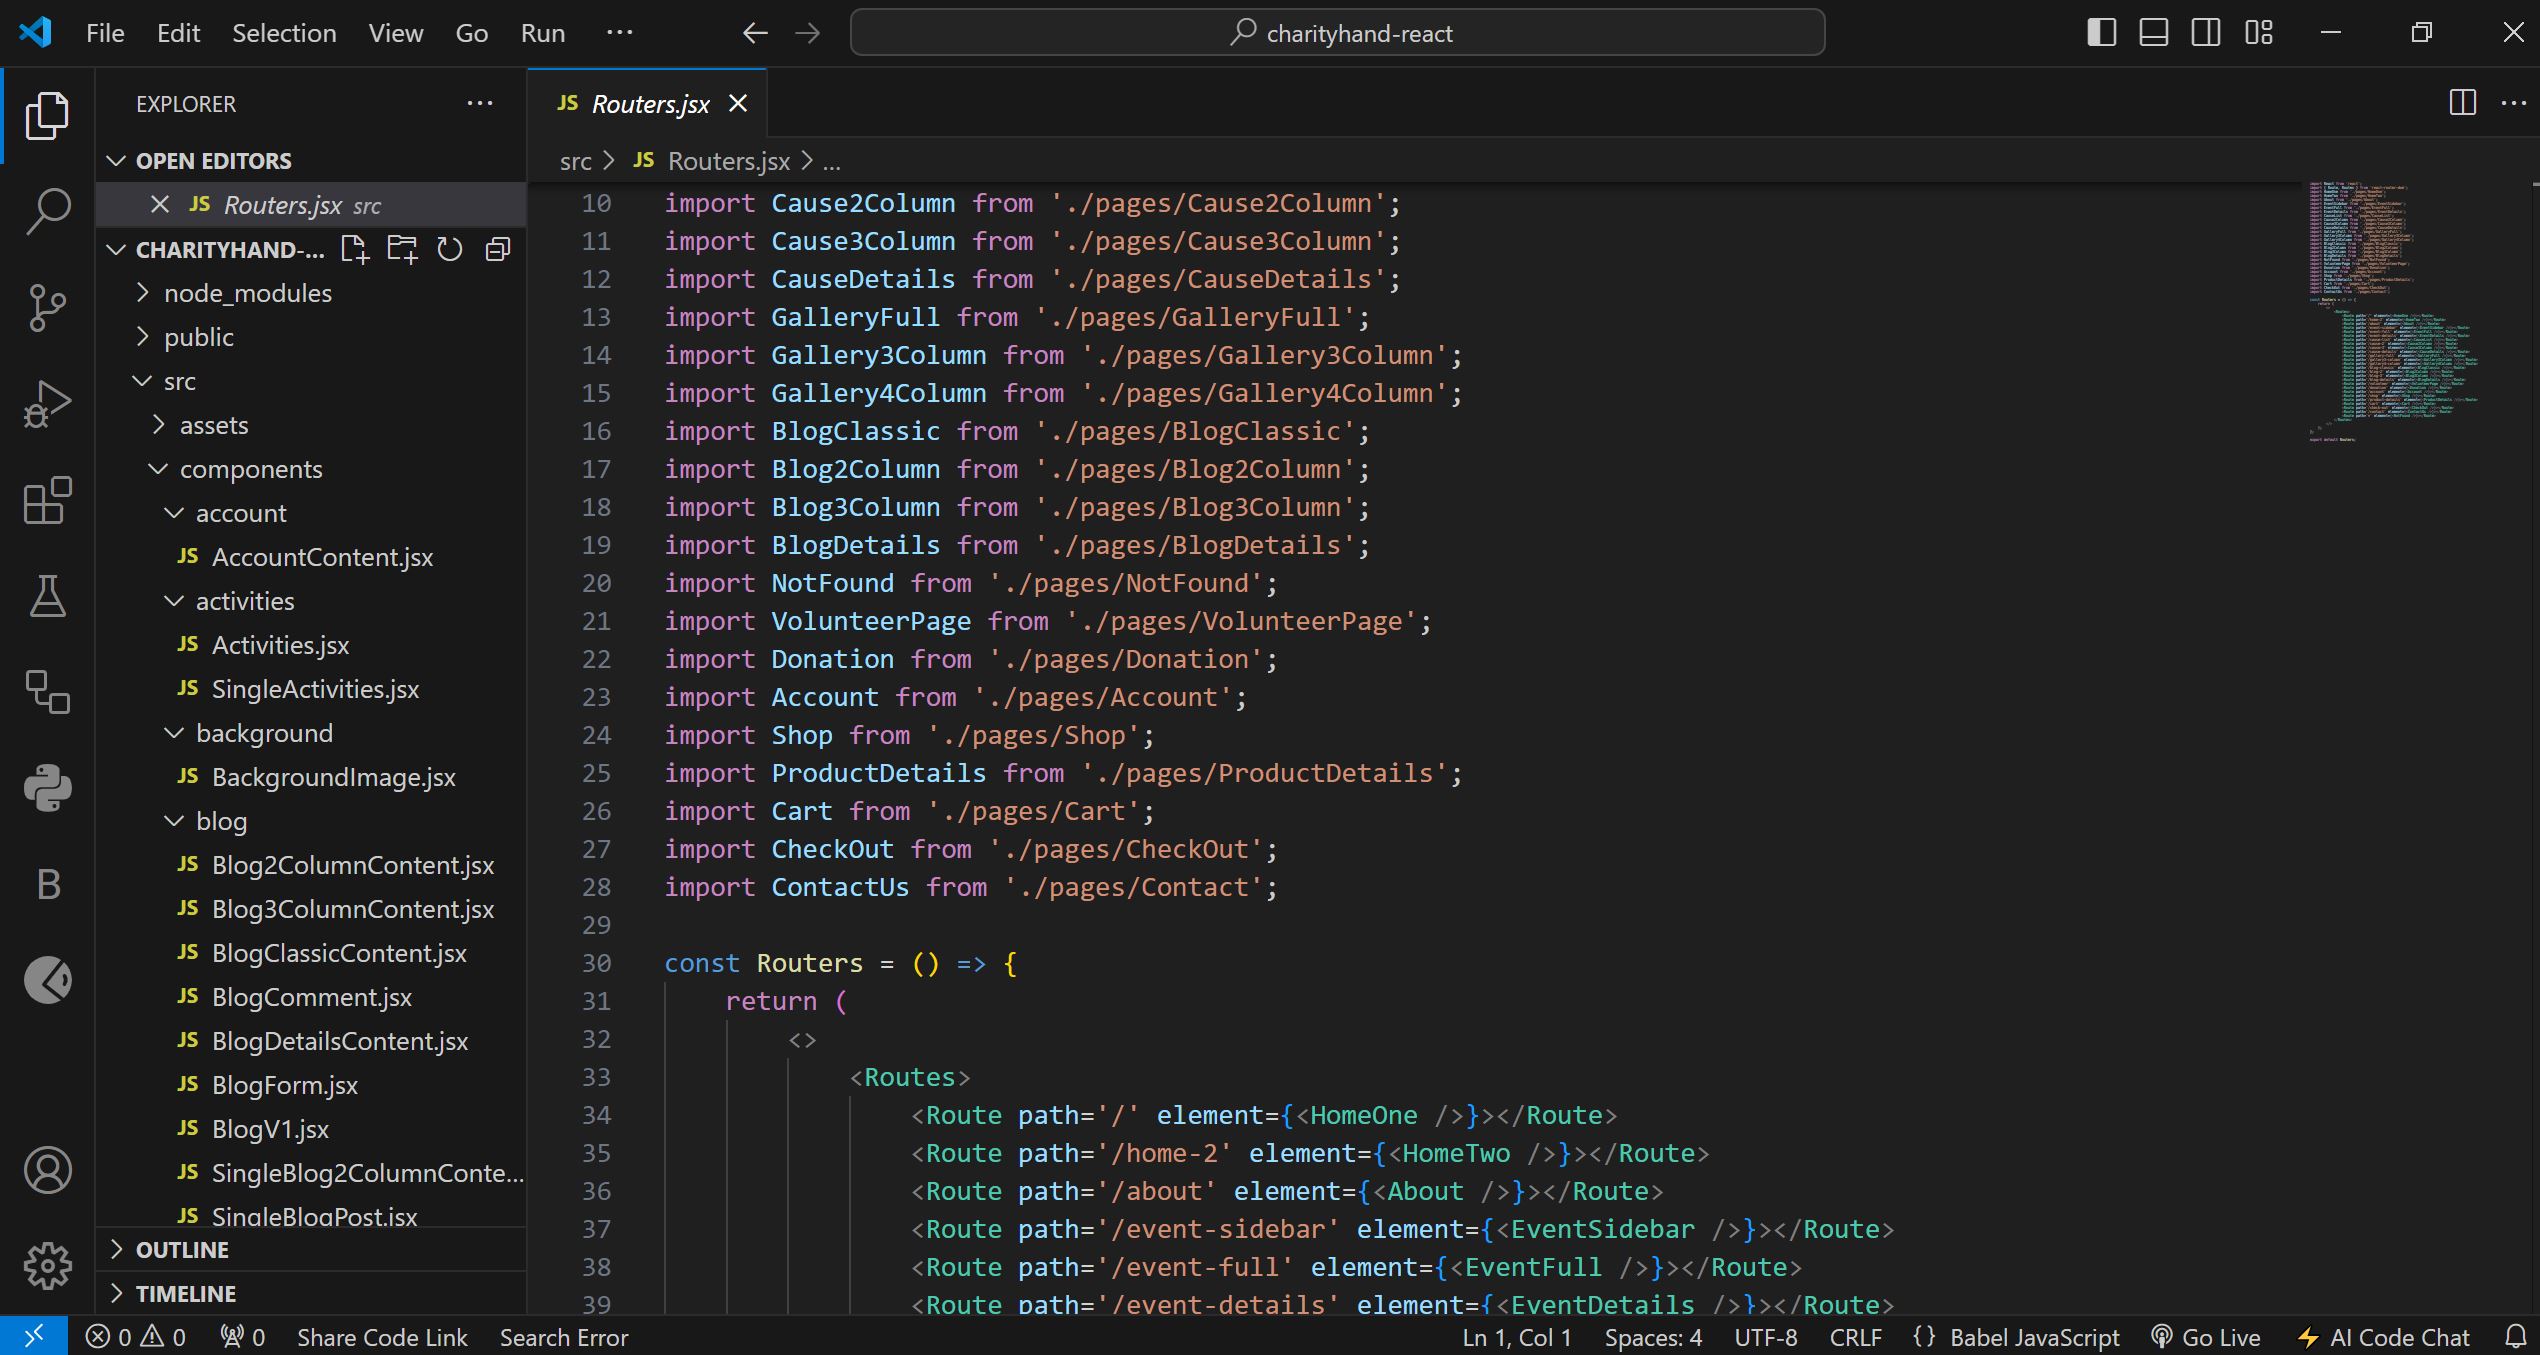 File Edit Selection View Go Run ···
charityhand-react
EXPLORER
OPEN EDITORS
JS Routers.jsx src
CHARITYHAND-...
node_modules
public
src
assets
components
account
JS AccountContent.jsx
activities
JS Activities.jsx
JS SingleActivities.jsx
background
JS BackgroundImage.jsx
blog
JS Blog2ColumnContent.jsx
JS Blog3ColumnContent.jsx
JS BlogClassicContent.jsx
JS BlogComment.jsx
JS BlogDetailsContent.jsx
JS BlogForm.jsx
JS BlogV1.jsx
JS SingleBlog2ColumnConte...
JS SingleBlogPost.jsx
OUTLINE
TIMELINE
JS Routers.jsx
src > JS Routers.jsx > ...
10 import Cause2Column from './pages/Cause2Column';
11 import Cause3Column from './pages/Cause3Column';
12 import CauseDetails from './pages/CauseDetails';
13 import GalleryFull from './pages/GalleryFull';
14 import Gallery3Column from './pages/Gallery3Column';
15 import Gallery4Column from './pages/Gallery4Column';
16 import BlogClassic from './pages/BlogClassic';
17 import Blog2Column from './pages/Blog2Column';
18 import Blog3Column from './pages/Blog3Column';
19 import BlogDetails from './pages/BlogDetails';
20 import NotFound from './pages/NotFound';
21 import VolunteerPage from './pages/VolunteerPage';
22 import Donation from './pages/Donation';
23 import Account from './pages/Account';
24 import Shop from './pages/Shop';
25 import ProductDetails from './pages/ProductDetails';
26 import Cart from './pages/Cart';
27 import CheckOut from './pages/CheckOut';
28 import ContactUs from './pages/Contact';
29
30 const Routers = () => {
31 return (
32 <>
33 <Routes>
34 <Route path='/' element={<HomeOne />}></Route>
35 <Route path='/home-2' element={<HomeTwo />}></Route>
36 <Route path='/about' element={<About />}></Route>
37 <Route path='/event-sidebar' element={<EventSidebar />}></Route>
38 <Route path='/event-full' element={<EventFull />}></Route>
39 <Route path='/event-details' element={<EventDetails />}></Route>
0 0 0 Share Code Link Search Error Ln 1, Col 1 Spaces: 4 UTF-8 CRLF {} Babel JavaScript Go Live AI Code Chat